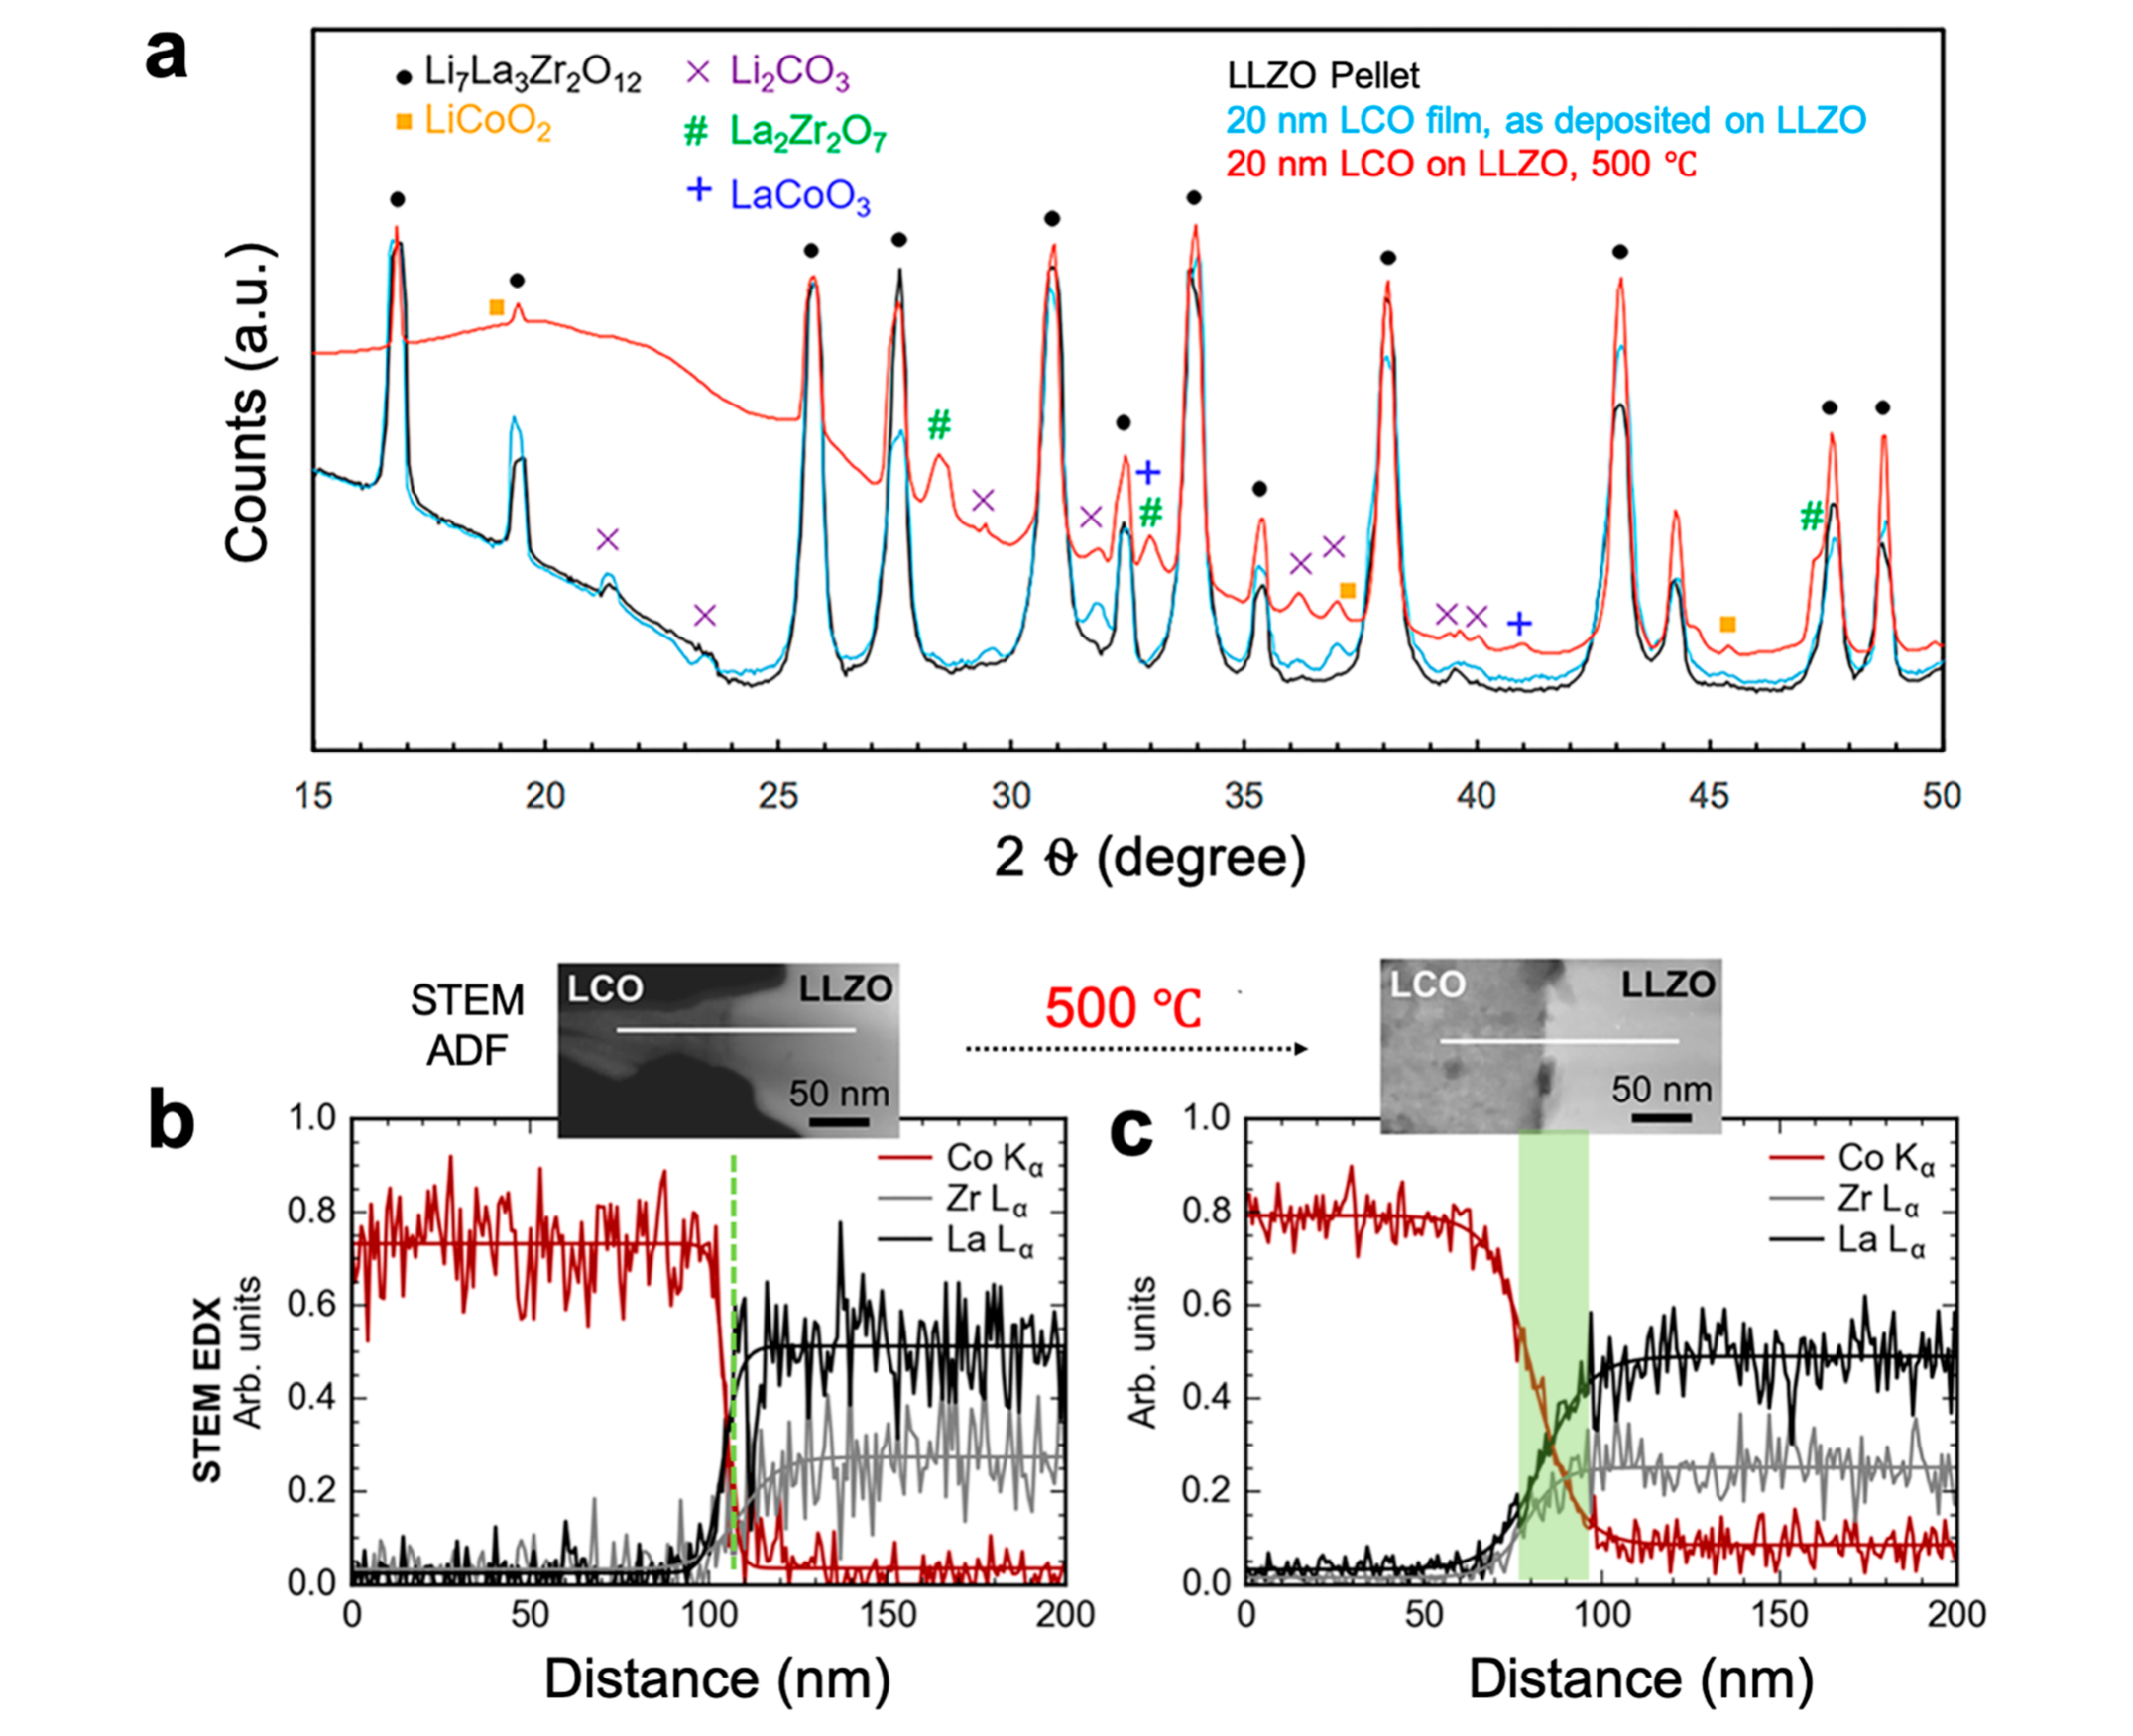 a
● Li₇La₃Zr₂O₁₂
■ LiCoO₂
× Li₂CO₃
# La₂Zr₂O₇
+ LaCoO₃
LLZO Pellet
20 nm LCO film, as deposited on LLZO
20 nm LCO on LLZO, 500 ℃
Counts (a.u.)
15 20 25 30 35 40 45 50
2 ϑ (degree)
STEM
ADF
LCO LLZO
50 nm
500 ℃
LCO LLZO
50 nm
b
STEM EDX
Arb. units
1.0
0.8
0.6
0.4
0.2
0.0
Co Kα
Zr Lα
La Lα
0 50 100 150 200
Distance (nm)
c
Arb. units
1.0
0.8
0.6
0.4
0.2
0.0
Co Kα
Zr Lα
La Lα
0 50 100 150 200
Distance (nm)